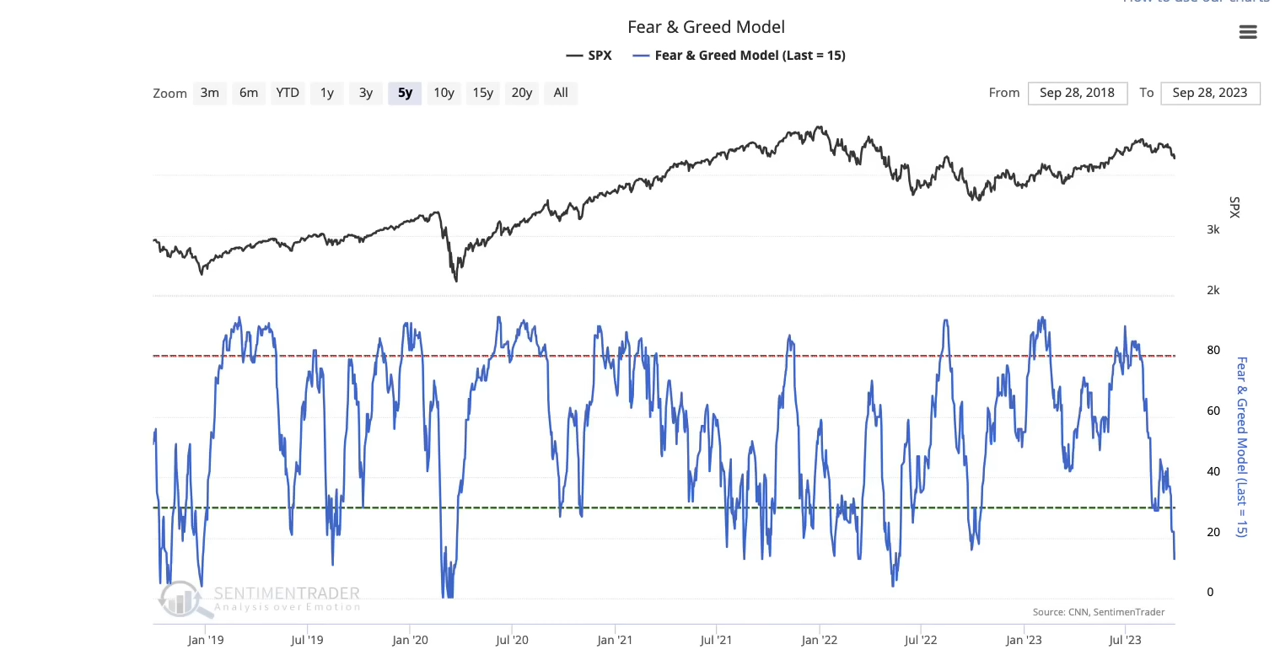 How to use our charts
Fear & Greed Model
SPX Fear & Greed Model (Last = 15)
Zoom 3m 6m YTD 1y 3y 5y 10y 15y 20y All From Sep 28, 2018 To Sep 28, 2023
SPX
3k
2k
80
60
40
20
0
Fear & Greed Model (Last = 15)
SENTIMENTRADER
Analysis over Emotion
Source: CNN, SentimenTrader
Jan '19 Jul '19 Jan '20 Jul '20 Jan '21 Jul '21 Jan '22 Jul '22 Jan '23 Jul '23